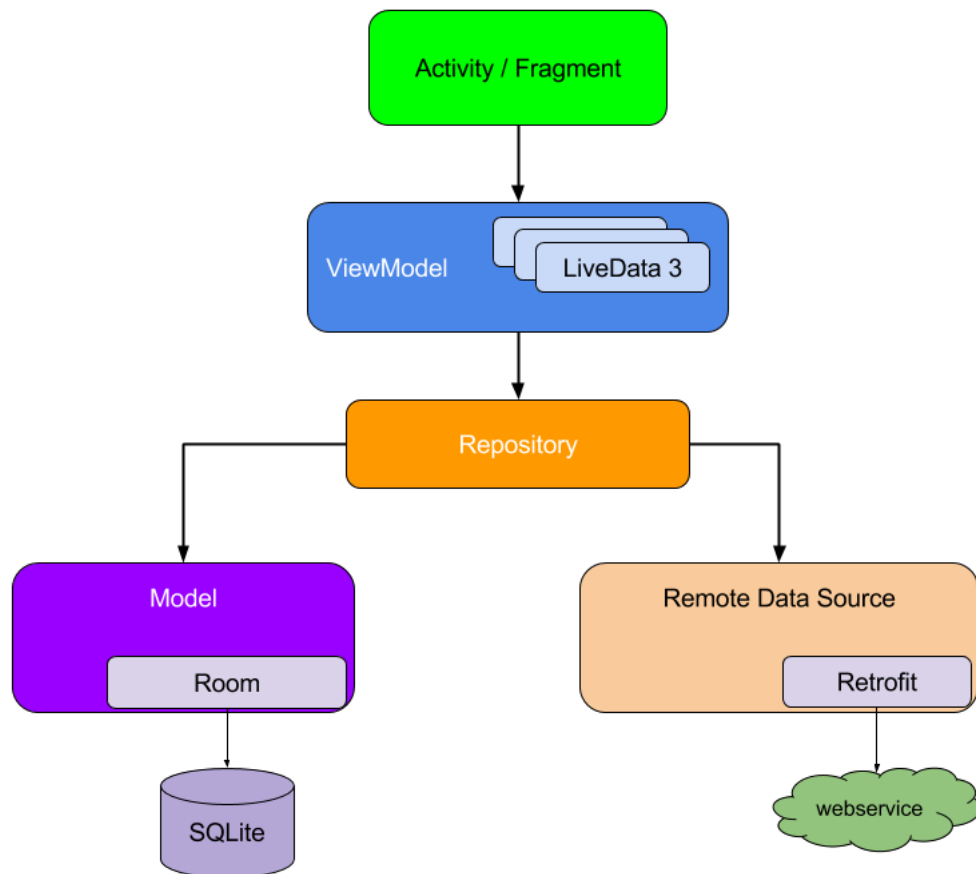 Activity / Fragment
ViewModel
LiveData 3
Repository
Model
Remote Data Source
Room
Retrofit
SQLite
webservice